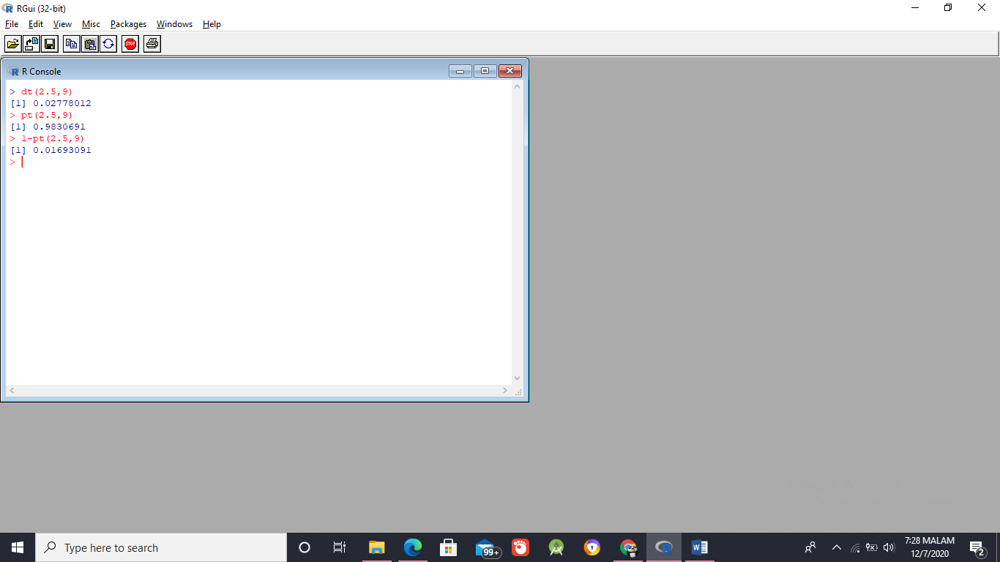 RGui (32-bit)
File Edit View Misc Packages Windows Help
STOP
R Console
> dt(2.5,9)
[1] 0.02778012
> pt(2.5,9)
[1] 0.9830691
> 1-pt(2.5,9)
[1] 0.01693091
>
Type here to search
99+
7:28 MALAM
12/7/2020
2